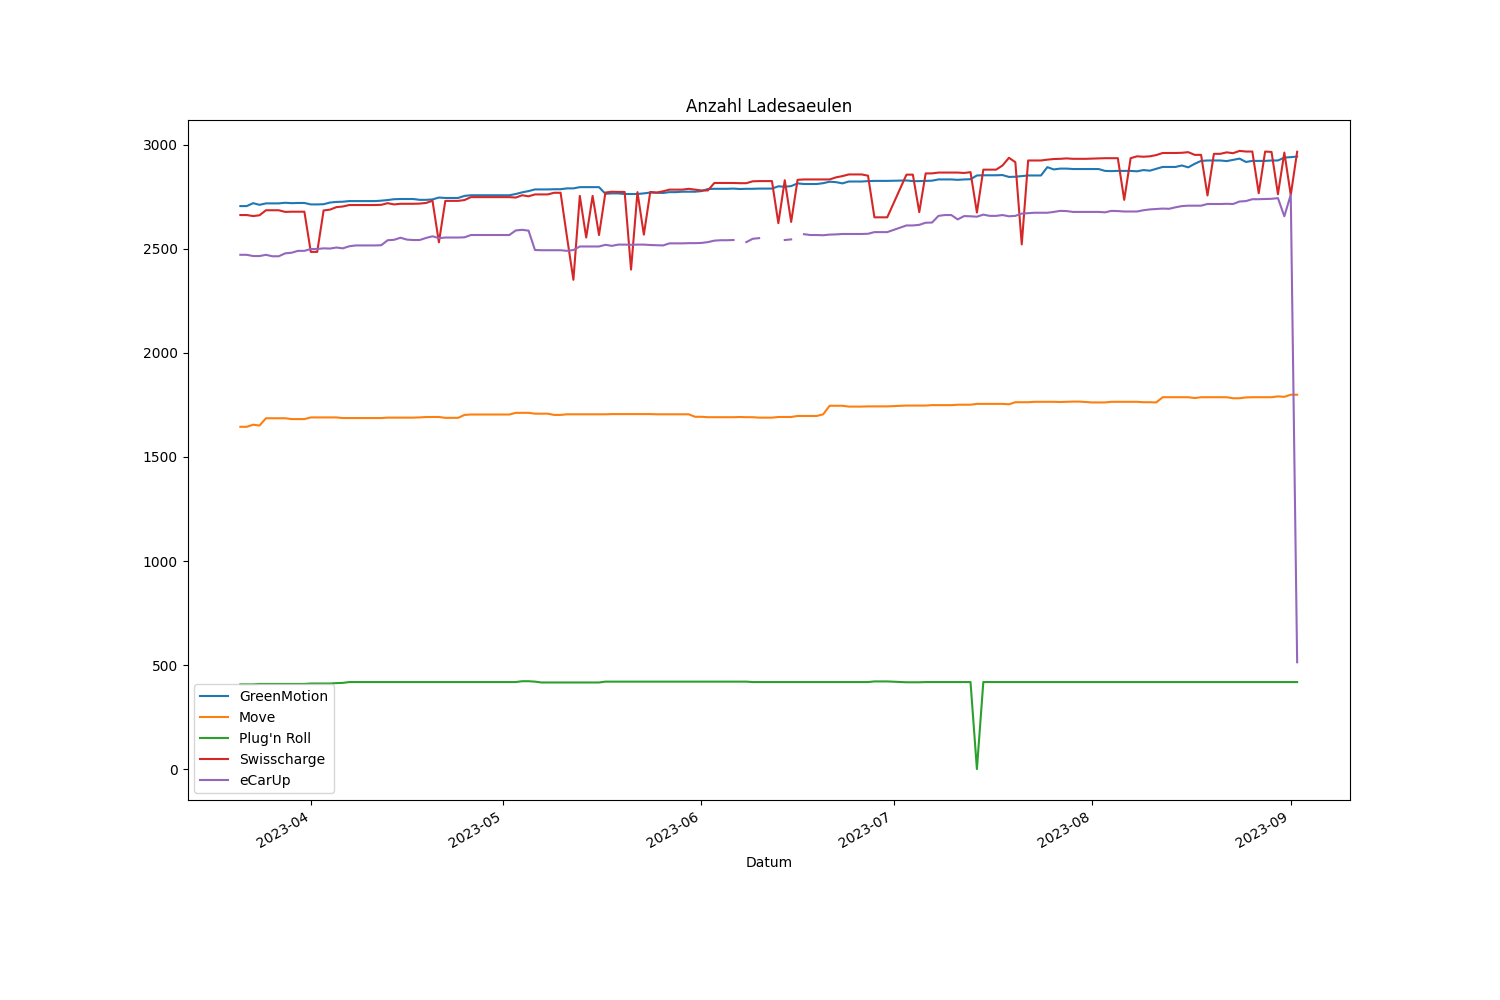 Anzahl Ladesaeulen
3000
2500
2000
1500
1000
500
0
GreenMotion
Move
Plug'n Roll
Swisscharge
eCarUp
2023-04
2023-05
2023-06
2023-07
2023-08
2023-09
Datum